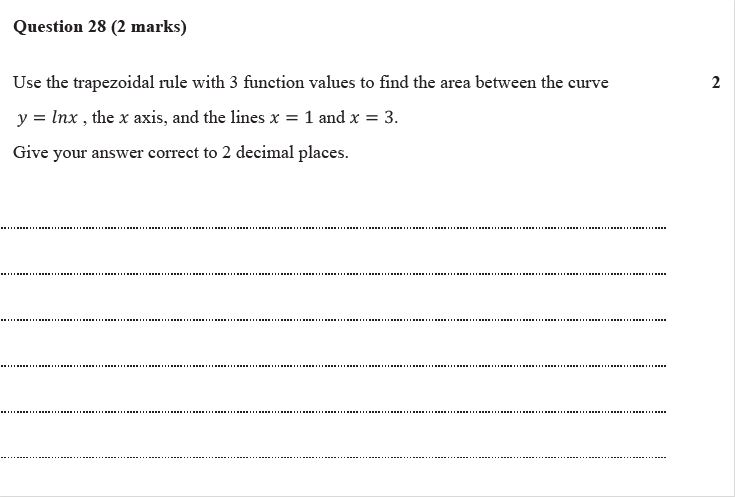 Question 28 (2 marks)
Use the trapezoidal rule with 3 function values to find the area between the curve 2
y = lnx , the x axis, and the lines x = 1 and x = 3.
Give your answer correct to 2 decimal places.